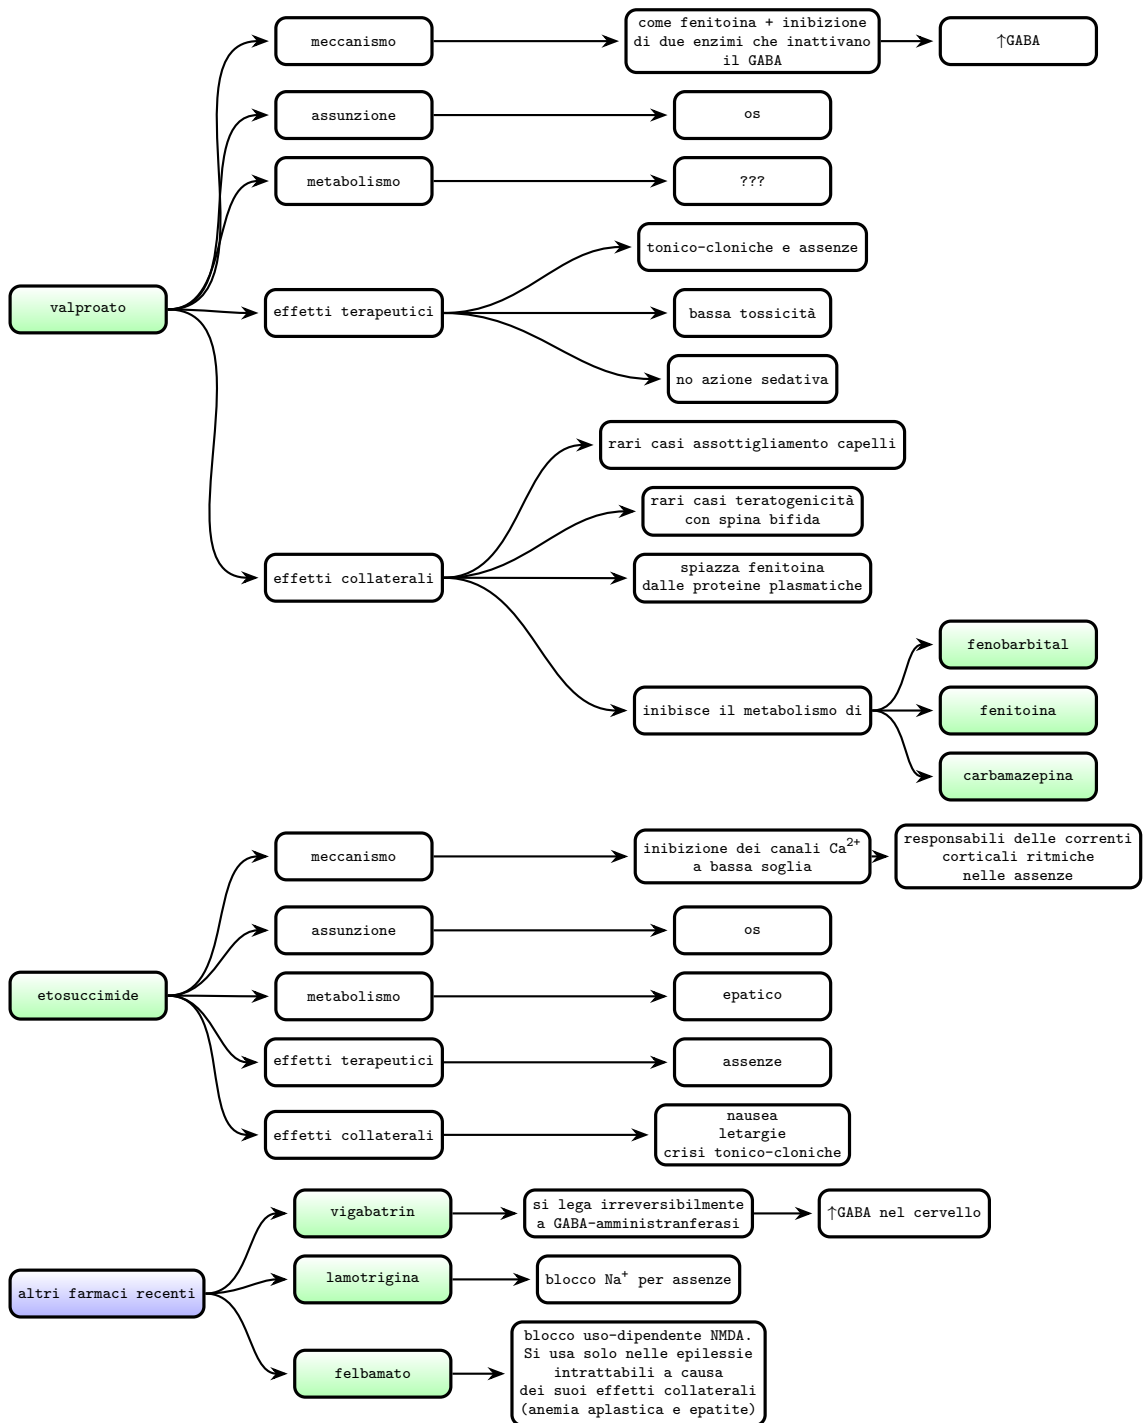 meccanismo
come fenitoina + inibizione
di due enzimi che inattivano
il GABA
↑GABA
assunzione
os
metabolismo
???
valproato
effetti terapeutici
tonico-cloniche e assenze
bassa tossicità
no azione sedativa
effetti collaterali
rari casi assottigliamento capelli
rari casi teratogenicità
con spina bifida
spiazza fenitoina
dalle proteine plasmatiche
inibisce il metabolismo di
fenobarbital
fenitoina
carbamazepina
etosuccimide
meccanismo
inibizione dei canali Ca²⁺
a bassa soglia
responsabili delle correnti
corticali ritmiche
nelle assenze
assunzione
os
metabolismo
epatico
effetti terapeutici
assenze
effetti collaterali
nausea
letargie
crisi tonico-cloniche
altri farmaci recenti
vigabatrin
si lega irreversibilmente
a GABA-amministranferasi
↑GABA nel cervello
lamotrigina
blocco Na⁺ per assenze
felbamato
blocco uso-dipendente NMDA.
Si usa solo nelle epilessie
intrattabili a causa
dei suoi effetti collaterali
(anemia aplastica e epatite)